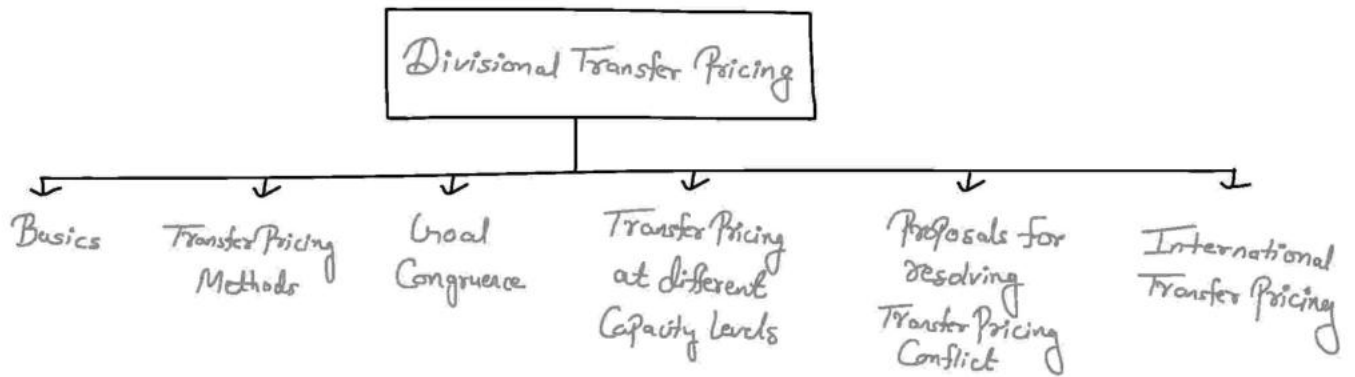 Divisional Transfer Pricing
Basics
Transfer Pricing
Methods
Goal
Congruence
Transfer Pricing
at different
Capacity Levels
Proposals for
resolving
Transfer Pricing
Conflict
International
Transfer Pricing